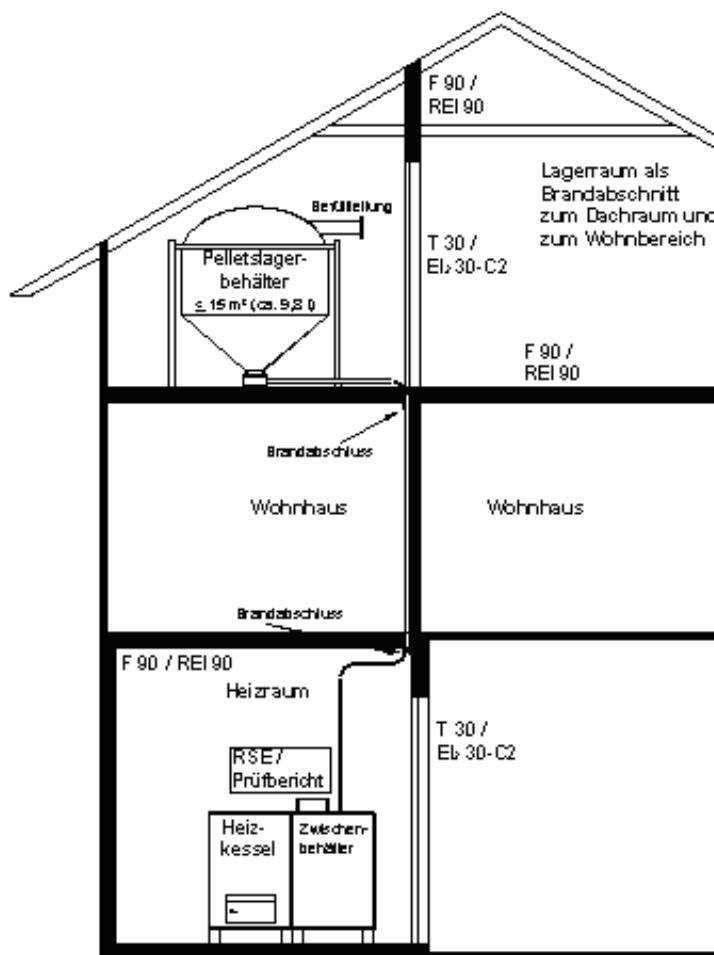 F 90 /
REI 90
Lagerraum als
Brandabschnitt
zum Dachraum und
zum Wohnbereich
Befüllleitung
T 30 /
EI₂ 30-C2
Pelletslager-
behälter
≤ 15 m³ (ca. 9,8 t)
F 90 /
REI 90
Brandabschluss
Wohnhaus
Wohnhaus
Brandabschluss
F 90 / REI 90
Heizraum
T 30 /
EI₂ 30-C2
RSE /
Prüfbericht
Heiz-
kessel
Zwischen-
behälter